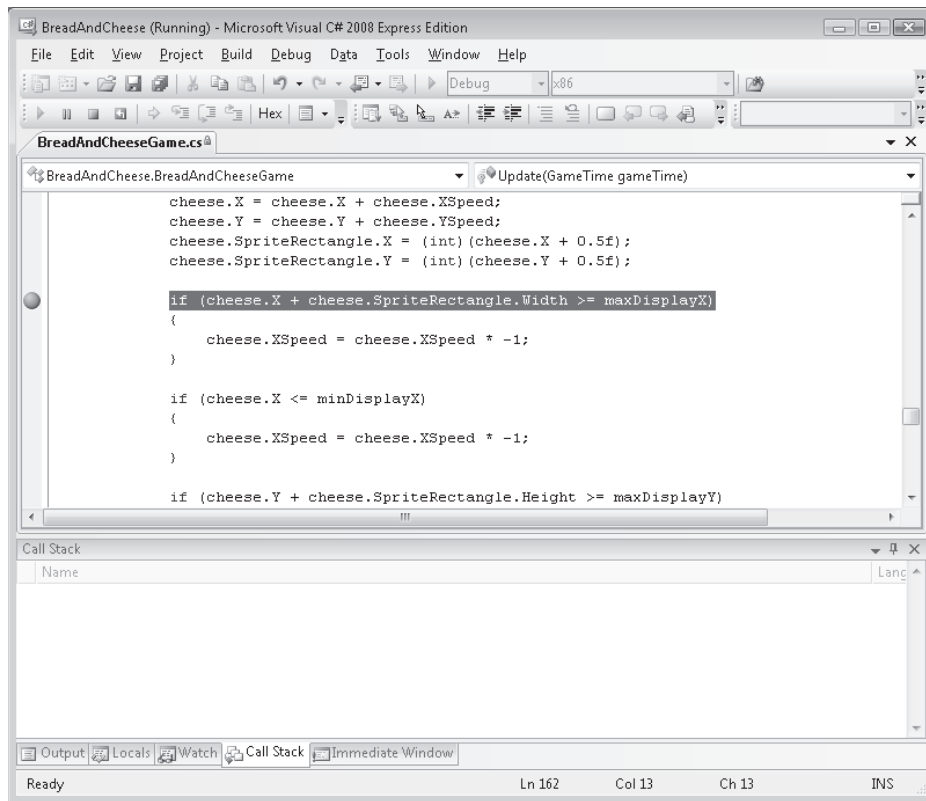 BreadAndCheese (Running) - Microsoft Visual C# 2008 Express Edition
File Edit View Project Build Debug Data Tools Window Help
Debug x86
Hex
BreadAndCheeseGame.cs
BreadAndCheese.BreadAndCheeseGame Update(GameTime gameTime)
cheese.X = cheese.X + cheese.XSpeed;
cheese.Y = cheese.Y + cheese.YSpeed;
cheese.SpriteRectangle.X = (int)(cheese.X + 0.5f);
cheese.SpriteRectangle.Y = (int)(cheese.Y + 0.5f);
if (cheese.X + cheese.SpriteRectangle.Width >= maxDisplayX)
{
cheese.XSpeed = cheese.XSpeed * -1;
}
if (cheese.X <= minDisplayX)
{
cheese.XSpeed = cheese.XSpeed * -1;
}
if (cheese.Y + cheese.SpriteRectangle.Height >= maxDisplayY)
Call Stack
Name Lang
Output Locals Watch Call Stack Immediate Window
Ready Ln 162 Col 13 Ch 13 INS